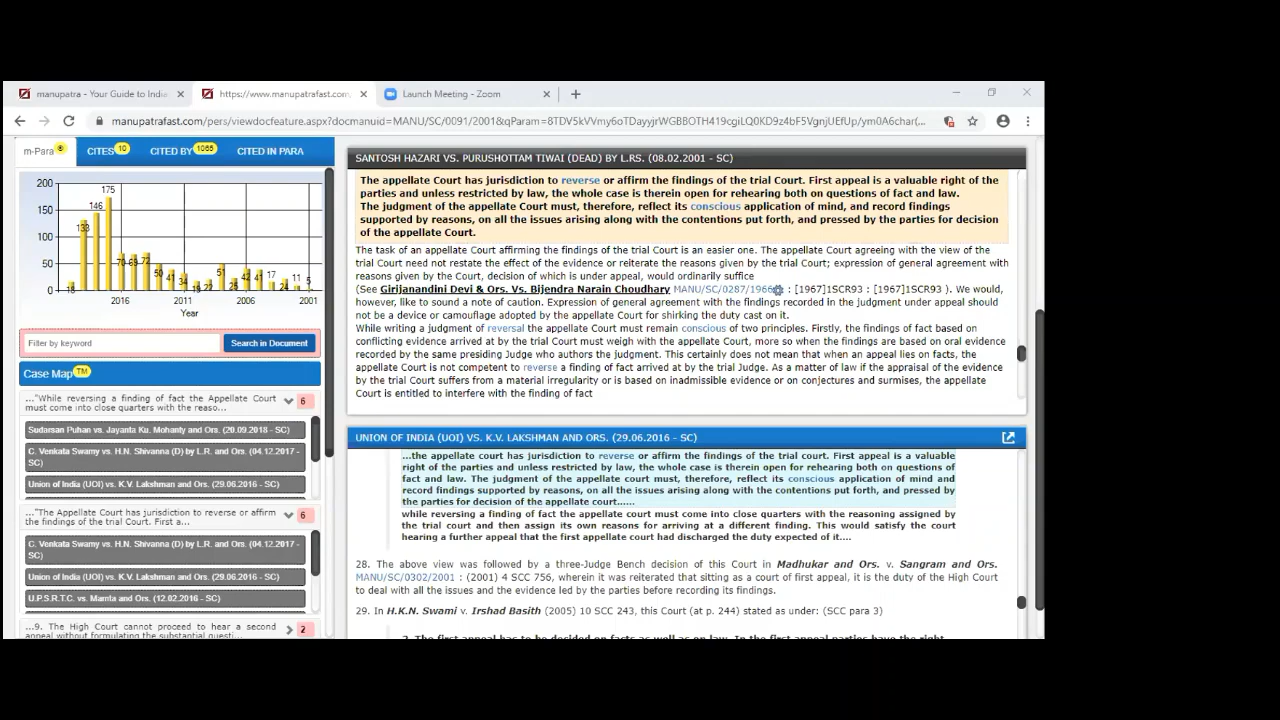 manupatra - Your Guide to India
https://www.manupatrafast.com/
Launch Meeting - Zoom
manupatrafast.com/pers/viewdocfeature.aspx?docmanuid=MANU/SC/0091/2001&qParam=
m-Para
CITES 10
CITED BY 1065
CITED IN PARA
200
150
100
50
0
175
146
133
18
72
50
41
34
22
51
25
42
41
17
24
11
5
2016
2011
2006
2001
Year
Filter by keyword
Search in Document
Case Map TM
..."While reversing a finding of fact the Appellate Court
must come into close quarters with the reaso...
6
Sudarsan Puhan vs. Jayanta Ku. Mohanty and Ors. (20.09.2018 - SC)
C. Venkata Swamy vs. H.N. Shivanna (D) by L.R. and Ors. (04.12.2017 -
SC)
Union of India (UOI) vs. K.V. Lakshman and Ors. (29.06.2016 - SC)
..."The Appellate Court has jurisdiction to reverse or affirm
the findings of the trial Court. First a...
6
C. Venkata Swamy vs. H.N. Shivanna (D) by L.R. and Ors. (04.12.2017 -
SC)
Union of India (UOI) vs. K.V. Lakshman and Ors. (29.06.2016 - SC)
U.P.S.R.T.C. vs. Mamta and Ors. (12.02.2016 - SC)
...9. The High Court cannot proceed to hear a second
appeal without formulating the substantial questi...
2
SANTOSH HAZARI VS. PURUSHOTTAM TIWAI (DEAD) BY L.RS. (08.02.2001 - SC)
The appellate Court has jurisdiction to reverse or affirm the findings of the trial Court. First appeal is a valuable right of the
parties and unless restricted by law, the whole case is therein open for rehearing both on questions of fact and law.
The judgment of the appellate Court must, therefore, reflect its conscious application of mind, and record findings
supported by reasons, on all the issues arising along with the contentions put forth, and pressed by the parties for decision
of the appellate Court.
The task of an appellate Court affirming the findings of the trial Court is an easier one. The appellate Court agreeing with the view of the
trial Court need not restate the effect of the evidence or reiterate the reasons given by the trial Court; expression of general agreement with
reasons given by the Court, decision of which is under appeal, would ordinarily suffice
(See Girijanandini Devi & Ors. Vs. Bijendra Narain Choudhary MANU/SC/0287/1966 : [1967]1SCR93 : [1967]1SCR93 ). We would,
however, like to sound a note of caution. Expression of general agreement with the findings recorded in the judgment under appeal should
not be a device or camouflage adopted by the appellate Court for shirking the duty cast on it.
While writing a judgment of reversal the appellate Court must remain conscious of two principles. Firstly, the findings of fact based on
conflicting evidence arrived at by the trial Court must weigh with the appellate Court, more so when the findings are based on oral evidence
recorded by the same presiding Judge who authors the judgment. This certainly does not mean that when an appeal lies on facts, the
appellate Court is not competent to reverse a finding of fact arrived at by the trial Judge. As a matter of law if the appraisal of the evidence
by the trial Court suffers from a material irregularity or is based on inadmissible evidence or on conjectures and surmises, the appellate
Court is entitled to interfere with the finding of fact
UNION OF INDIA (UOI) VS. K.V. LAKSHMAN AND ORS. (29.06.2016 - SC)
...the appellate court has jurisdiction to reverse or affirm the findings of the trial court. First appeal is a valuable
right of the parties and unless restricted by law, the whole case is therein open for rehearing both on questions of
fact and law. The judgment of the appellate court must, therefore, reflect its conscious application of mind and
record findings supported by reasons, on all the issues arising along with the contentions put forth, and pressed by
the parties for decision of the appellate court......
while reversing a finding of fact the appellate court must come into close quarters with the reasoning assigned by
the trial court and then assign its own reasons for arriving at a different finding. This would satisfy the court
hearing a further appeal that the first appellate court had discharged the duty expected of it....
28. The above view was followed by a three-Judge Bench decision of this Court in Madhukar and Ors. v. Sangram and Ors.
MANU/SC/0302/2001 : (2001) 4 SCC 756, wherein it was reiterated that sitting as a court of first appeal, it is the duty of the High Court
to deal with all the issues and the evidence led by the parties before recording its findings.
29. In H.K.N. Swami v. Irshad Basith (2005) 10 SCC 243, this Court (at p. 244) stated as under: (SCC para 3)
3. The first appeal has to be decided on facts as well as on law. In the first appeal parties have the right